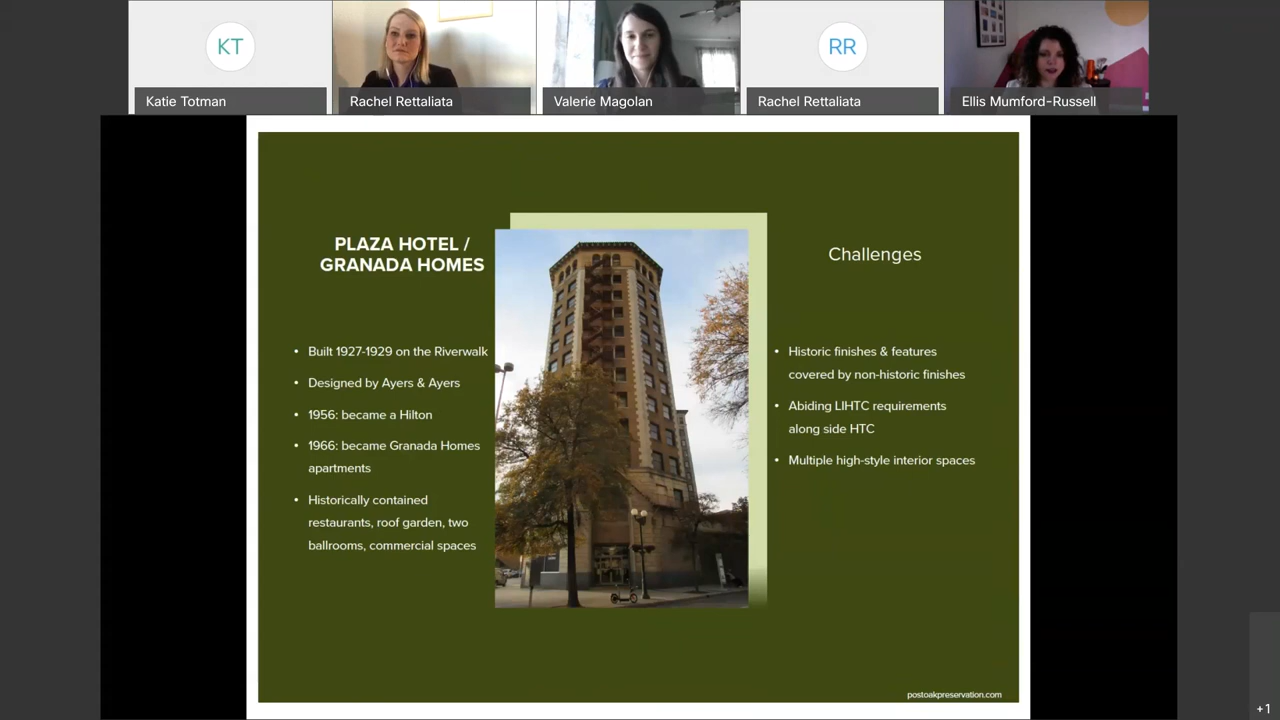 KT
RR
Katie Totman
Rachel Rettaliata
Valerie Magolan
Rachel Rettaliata
Ellis Mumford-Russell
PLAZA HOTEL /
GRANADA HOMES
• Built 1927-1929 on the Riverwalk
• Designed by Ayers & Ayers
• 1956: became a Hilton
• 1966: became Granada Homes
apartments
• Historically contained
restaurants, roof garden, two
ballrooms, commercial spaces
Challenges
• Historic finishes & features
covered by non-historic finishes
• Abiding LIHTC requirements
along side HTC
• Multiple high-style interior spaces
postoakpreservation.com
+1